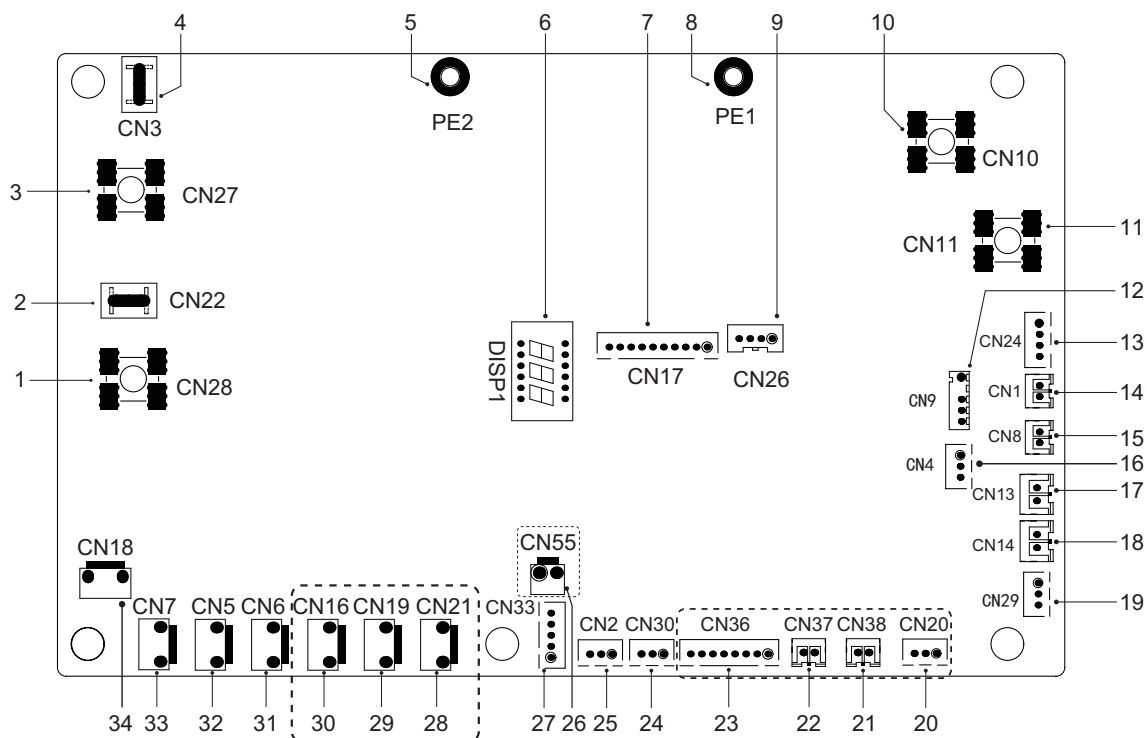 4 5 6 7 8 9 10
CN3 PE2 PE1 CN10
3 CN27
CN11 11
2 CN22 12
DISP1 CN24 13
1 CN28 CN17 CN26 CN9 CN1 14
CN8 15
CN4 16
CN13 17
CN18 CN55 CN14 18
CN7 CN5 CN6 CN16 CN19 CN21 CN33 CN2 CN30 CN36 CN37 CN38 CN20 CN29 19
34 33 32 31 30 29 28 27 26 25 24 23 22 21 20